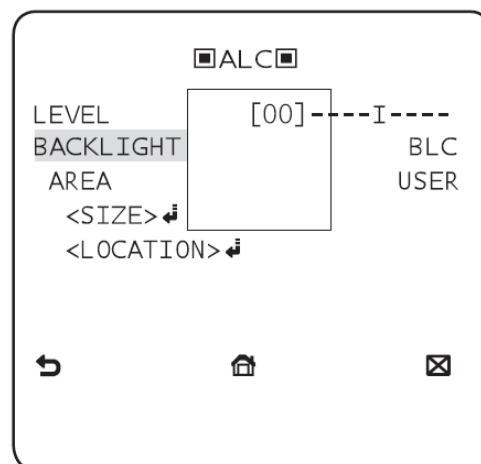 ▣ALC▣
LEVEL [00]----I----
BACKLIGHT BLC
AREA USER
<SIZE>↲
<LOCATION>↲